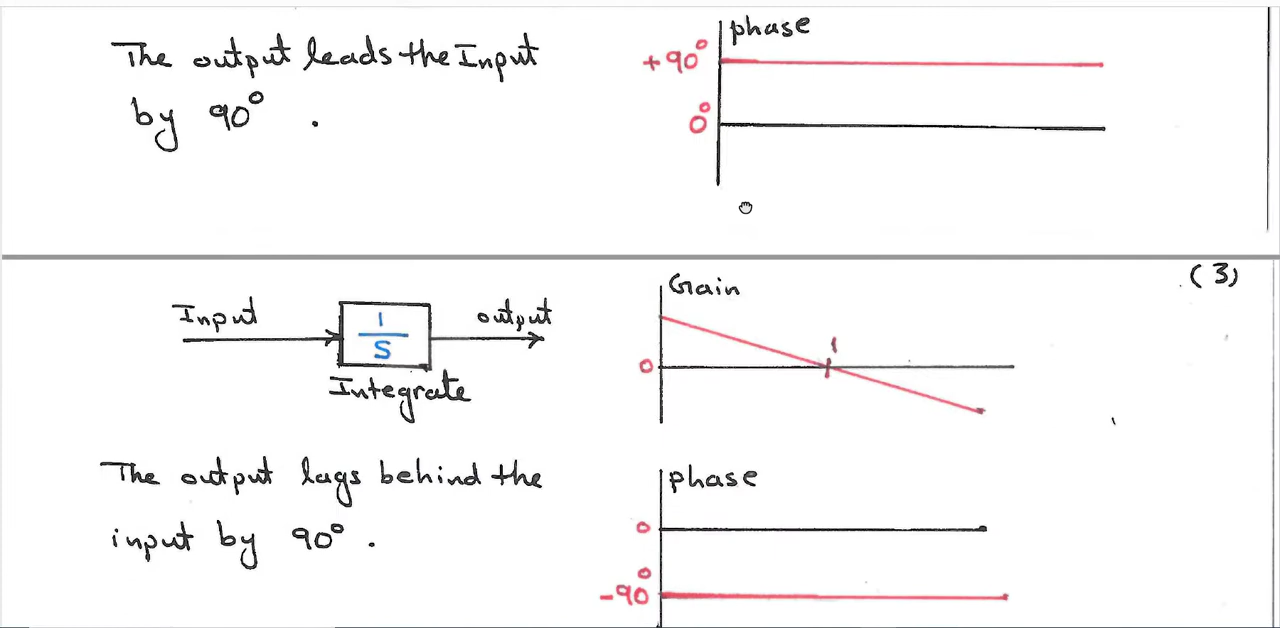 The output leads the Input
by 90° .
phase
+90°
0°
(3)
Input
1
S
output
Integrate
Gain
0
1
The output lags behind the
input by 90° .
phase
0
-90°